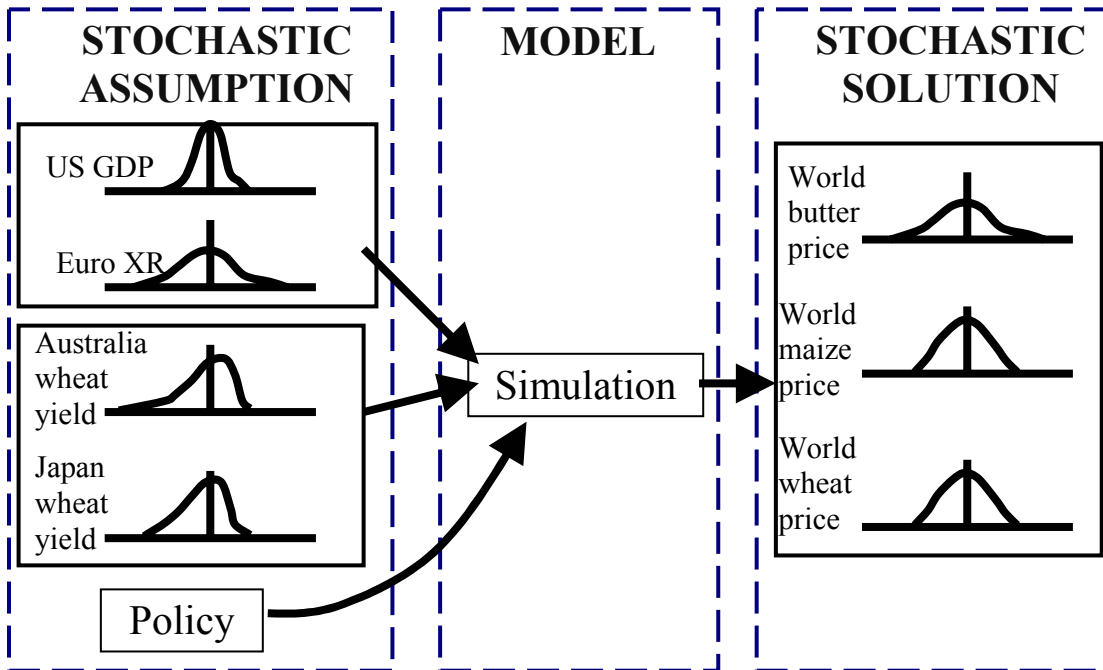 STOCHASTIC
ASSUMPTION
US GDP
Euro XR
Australia
wheat
yield
Japan
wheat
yield
Policy
MODEL
Simulation
STOCHASTIC
SOLUTION
World
butter
price
World
maize
price
World
wheat
price